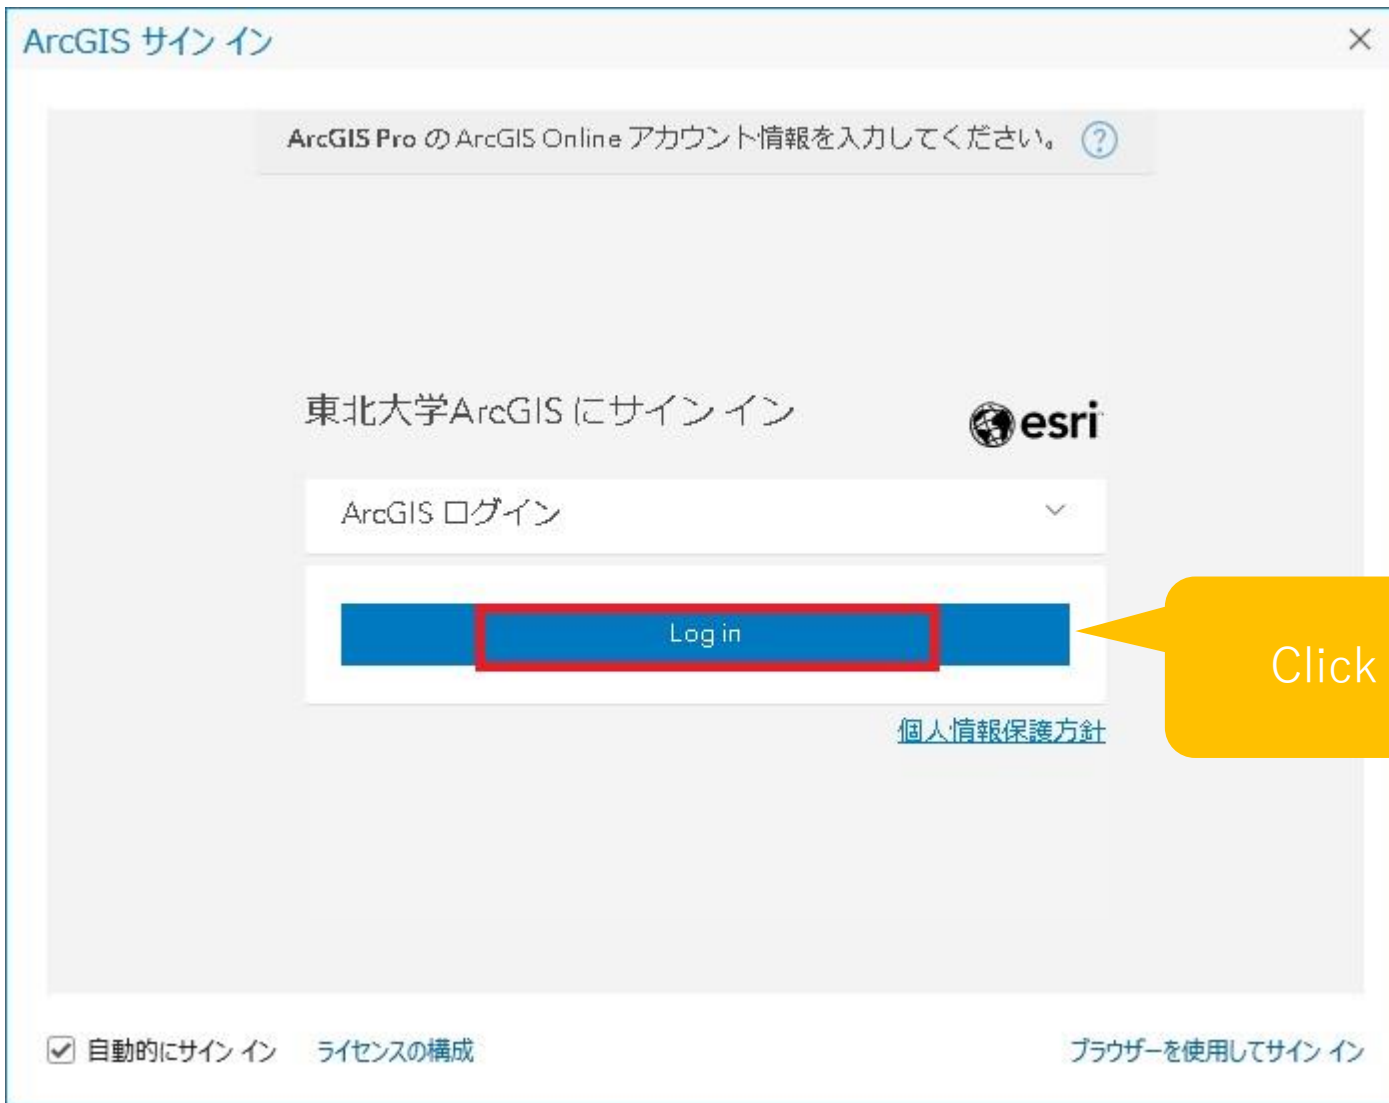 ArcGIS サイン イン
ArcGIS Pro の ArcGIS Online アカウント情報を入力してください。 ?
東北大学ArcGIS にサイン イン
esri
ArcGIS ログイン
Log in
Click
個人情報保護方針
自動的にサイン イン ライセンスの構成 ブラウザーを使用してサイン イン